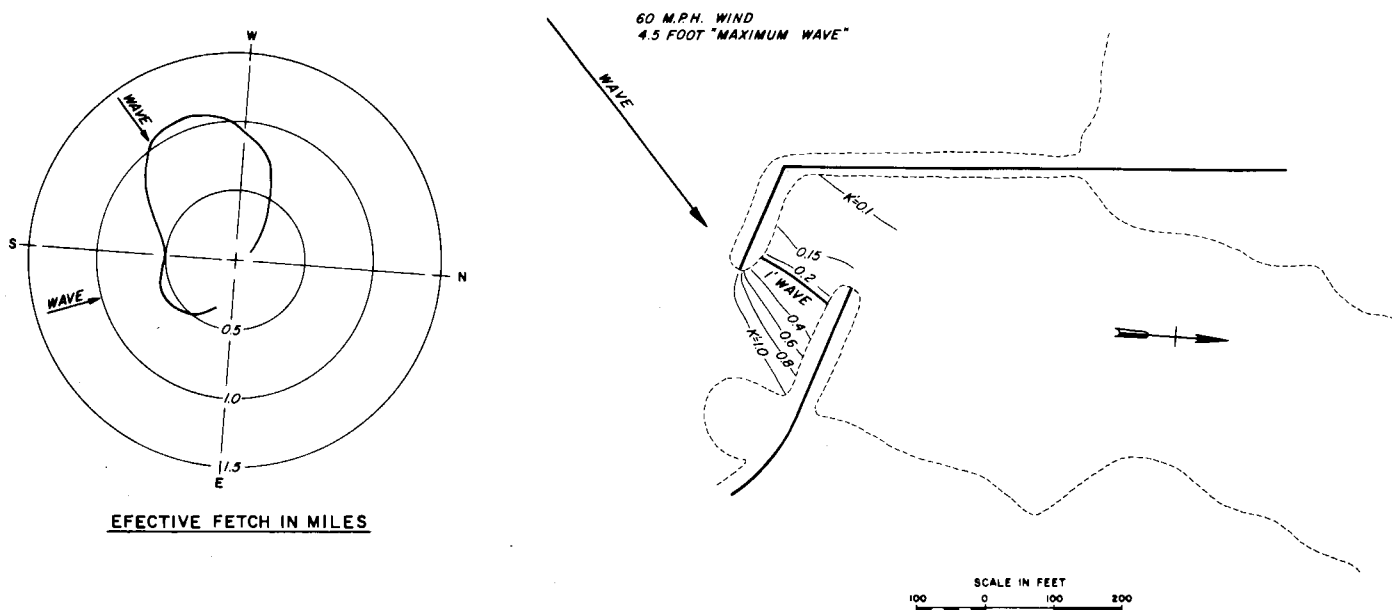 60 M.P.H. WIND
4.5 FOOT "MAXIMUM WAVE"
W
WAVE
WAVE
S
N
WAVE
0.5
1.0
1.5
E
EFECTIVE FETCH IN MILES
K'=0.1
0.15
0.2
1' WAVE
0.4
0.6
0.8
K'=1.0
SCALE IN FEET
100 0 100 200